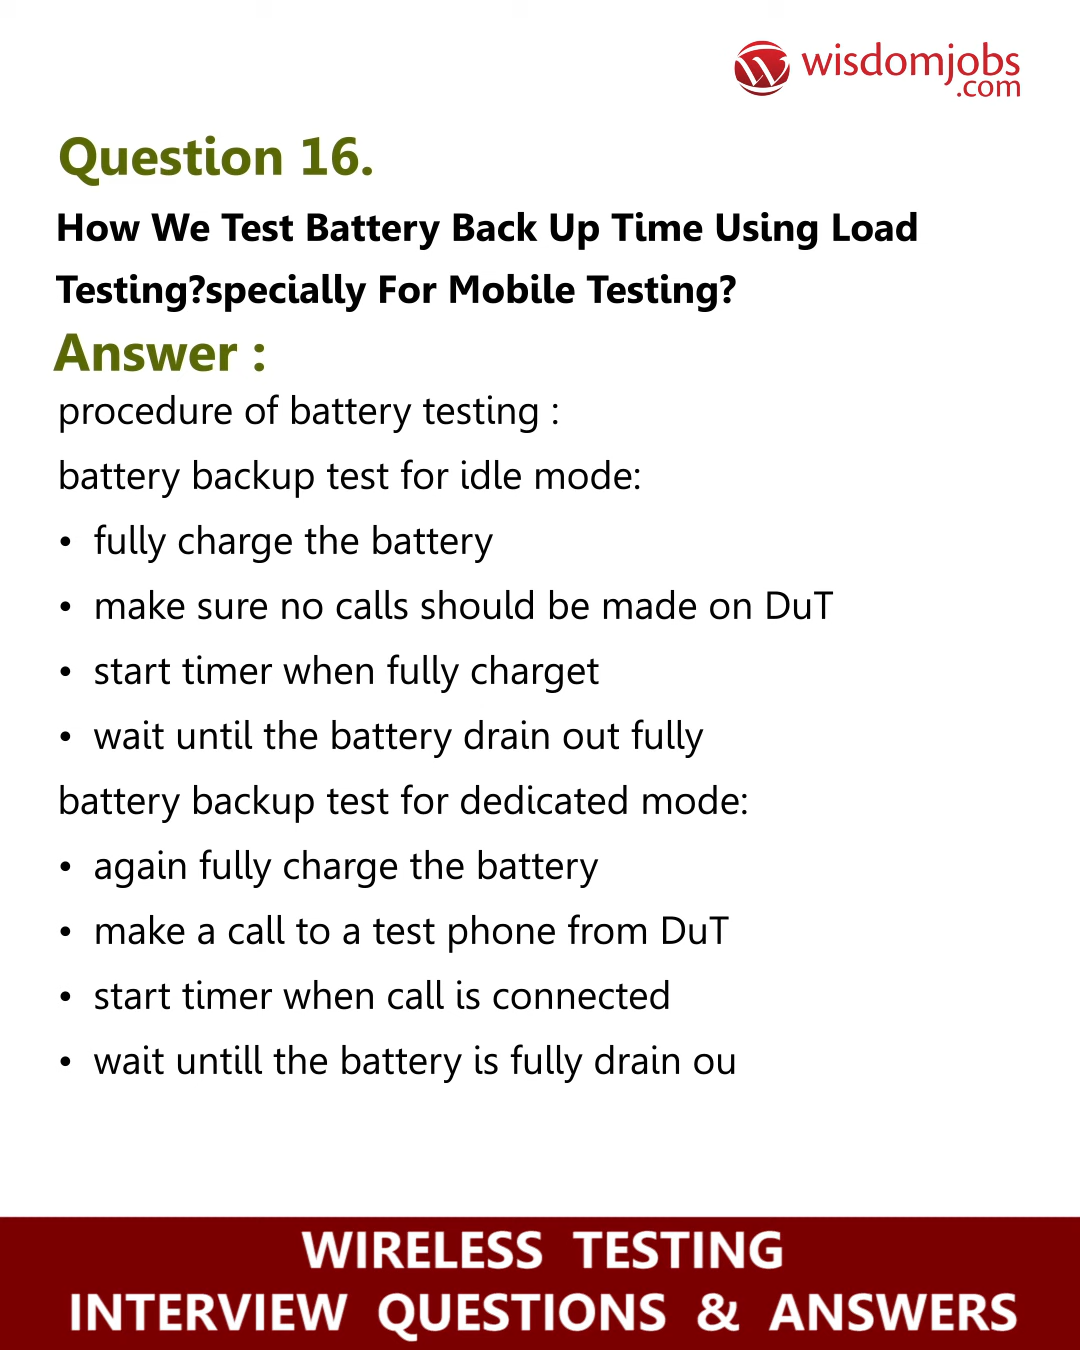 wisdomjobs
.com
Question 16.
How We Test Battery Back Up Time Using Load
Testing?specially For Mobile Testing?
Answer :
procedure of battery testing :
battery backup test for idle mode:
• fully charge the battery
• make sure no calls should be made on DuT
• start timer when fully charget
• wait until the battery drain out fully
battery backup test for dedicated mode:
• again fully charge the battery
• make a call to a test phone from DuT
• start timer when call is connected
• wait untill the battery is fully drain ou
WIRELESS TESTING
INTERVIEW QUESTIONS & ANSWERS